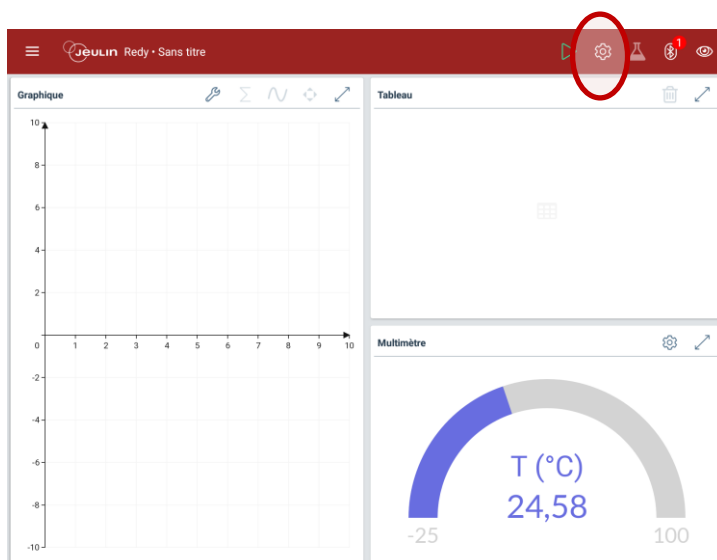 Jeulin Redy • Sans titre
1
Graphique
Tableau
10
8
6
4
2
0
1 2 3 4 5 6 7 8 9 10
-2
-4
-6
-8
-10
Multimètre
T (°C)
24,58
-25 100